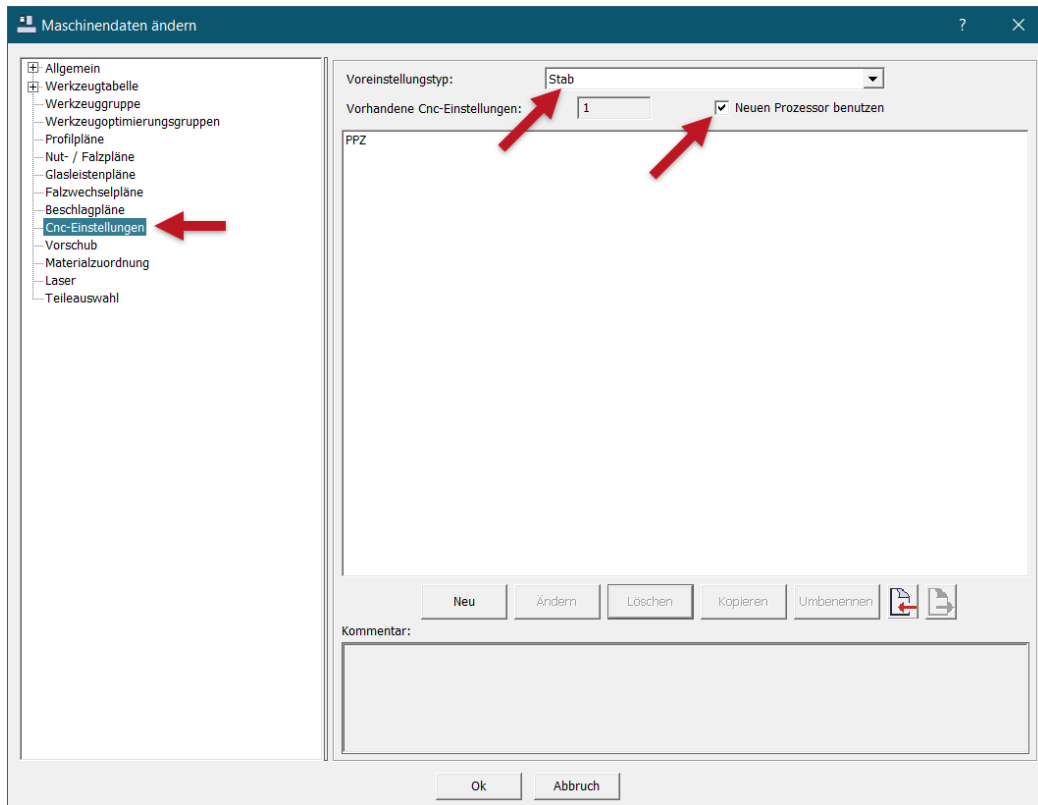 Maschinendaten ändern
?
Allgemein
Werkzeugtabelle
Werkzeuggruppe
Werkzeugoptimierungsgruppen
Profilpläne
Nut- / Falzpläne
Glasleistenpläne
Falzwechselpläne
Beschlagpläne
Cnc-Einstellungen
Vorschub
Materialzuordnung
Laser
Teileauswahl
Voreinstellungstyp: Stab
Vorhandene Cnc-Einstellungen: 1 Neuen Prozessor benutzen
PPZ
Neu Ändern Löschen Kopieren Umbenennen
Kommentar:
Ok Abbruch